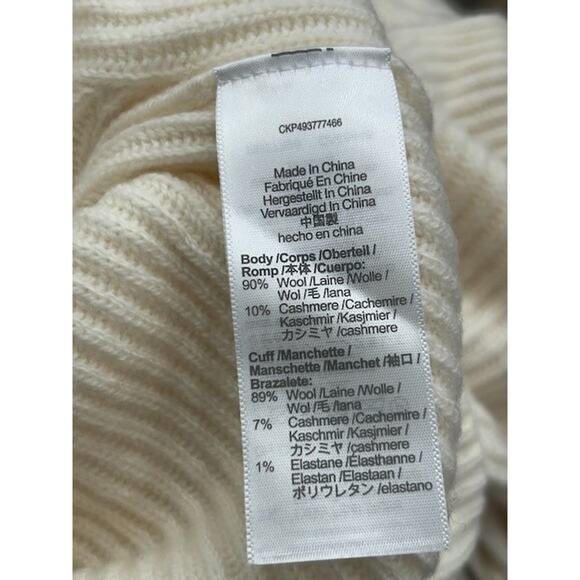 CKP493777466
Made In China
Fabriqué En Chine
Hergestellt In China
Vervaardigd In China
中国製
hecho en china
Body /Corps /Oberfell /
Romp /本体 /Cuerpo:
90% Wool /Laine /Wolle /
Wol /毛 /lana
10% Cashmere /Cachemire /
Kaschmir /Kasjmier /
カシミヤ /cashmere
Cuff /Manchette /
Manschette /Manchet /袖口 /
Brazalete:
89% Wool /Laine /Wolle /
Wol /毛 /lana
7% Cashmere /Cachemire /
Kaschmir /Kasjmier /
カシミヤ /cashmere
1% Elastane /Élasthanne /
Elastan /Elastaan /
ポリウレタン /elastano